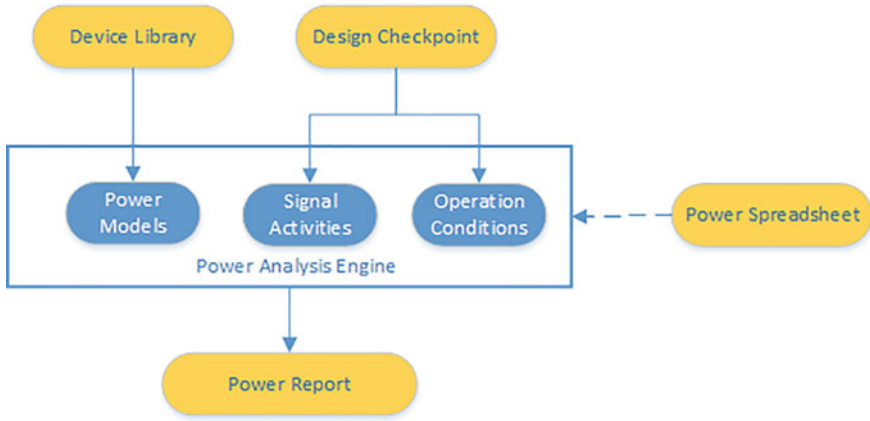 Device Library
Design Checkpoint
Power
Models
Signal
Activities
Operation
Conditions
Power Spreadsheet
Power Analysis Engine
Power Report